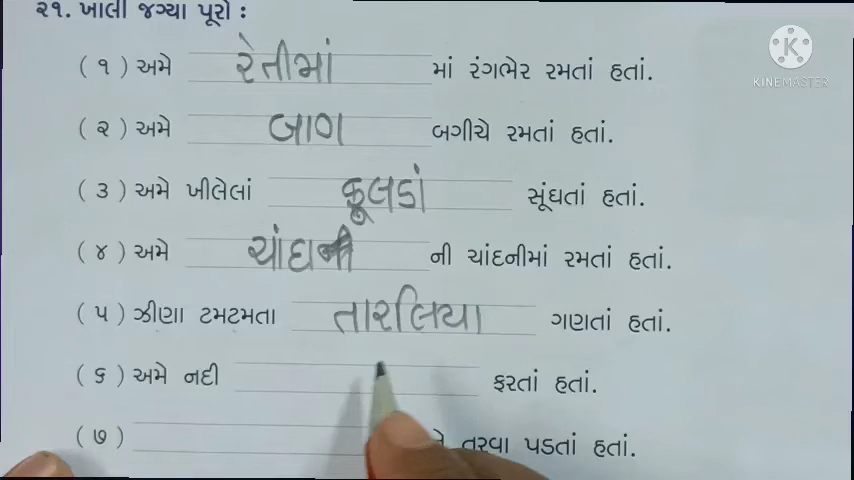 ૨૧. ખાલી જગ્યા પૂરો :
KINEMASTER
(૧) અમે રેતીમાં માં રંગભેર રમતાં હતાં.
(૨) અમે બાગ બગીચે રમતાં હતાં.
(૩) અમે ખીલેલાં ફૂલડાં સૂંઘતાં હતાં.
(૪) અમે ની ચાંદનીમાં રમતાં હતાં.
(૫) ઝીણા ટમટમતા તારલિયા ગણતાં હતાં.
(૬) અમે નદી ફરતાં હતાં.
(૭) તરવા પડતાં હતાં.